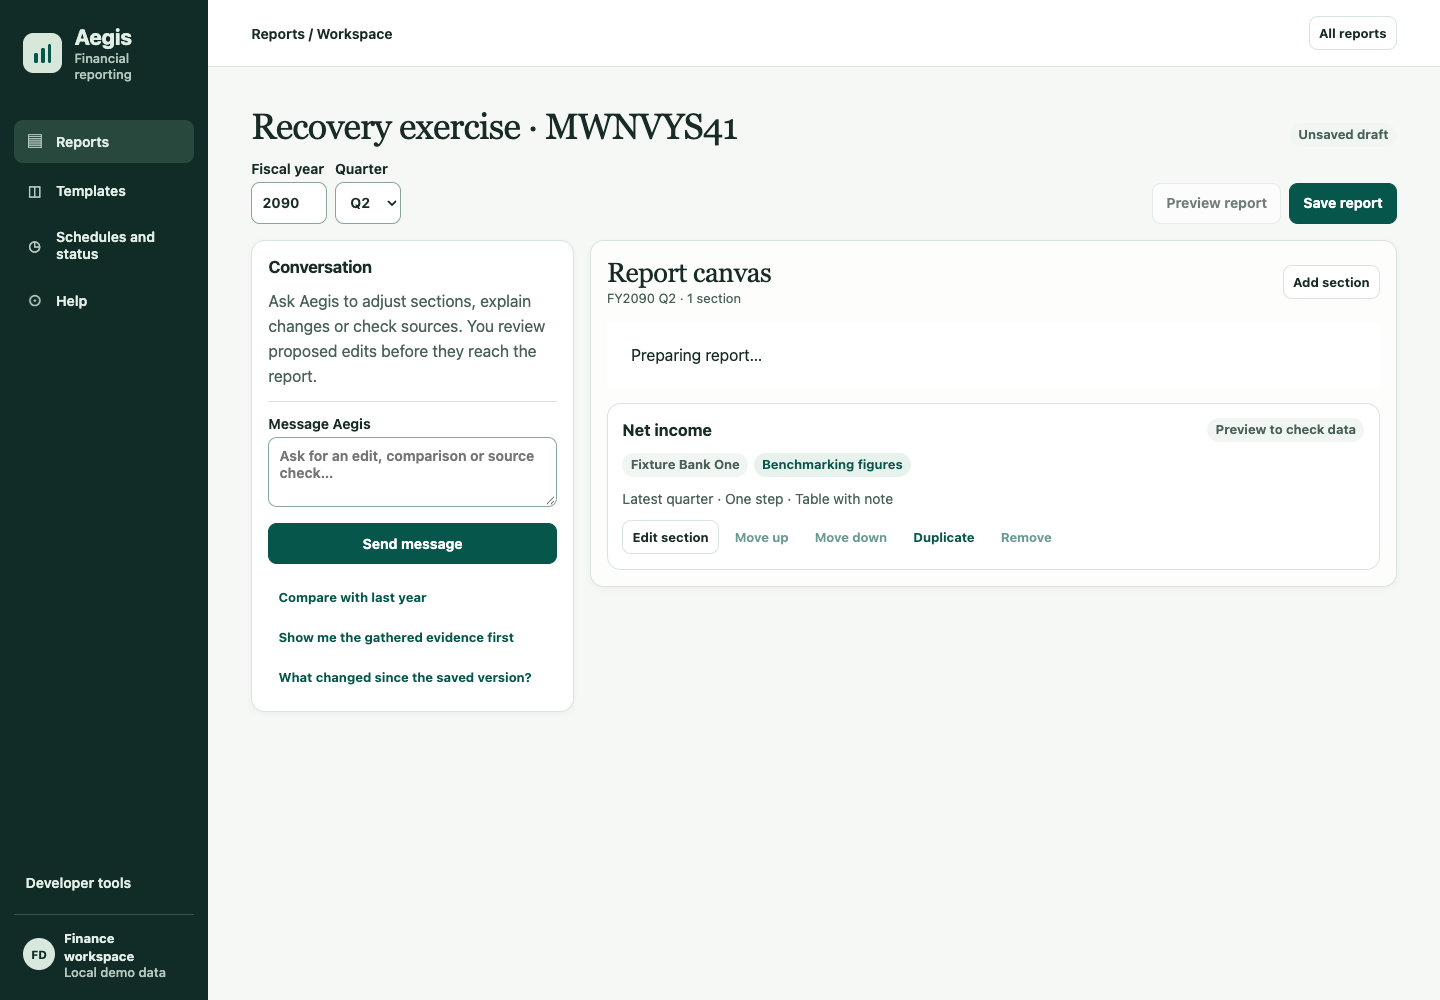 Aegis
Financial
reporting
Reports
Templates
Schedules and
status
Help
Developer tools
FD
Finance
workspace
Local demo data
Reports / Workspace
All reports
Recovery exercise · MWNVYS41
Unsaved draft
Fiscal year
Quarter
2090
Q2
Preview report
Save report
Conversation
Ask Aegis to adjust sections, explain
changes or check sources. You review
proposed edits before they reach the
report.
Message Aegis
Ask for an edit, comparison or source
check...
Send message
Compare with last year
Show me the gathered evidence first
What changed since the saved version?
Report canvas
FY2090 Q2 · 1 section
Add section
Preparing report...
Net income
Preview to check data
Fixture Bank One
Benchmarking figures
Latest quarter · One step · Table with note
Edit section
Move up
Move down
Duplicate
Remove